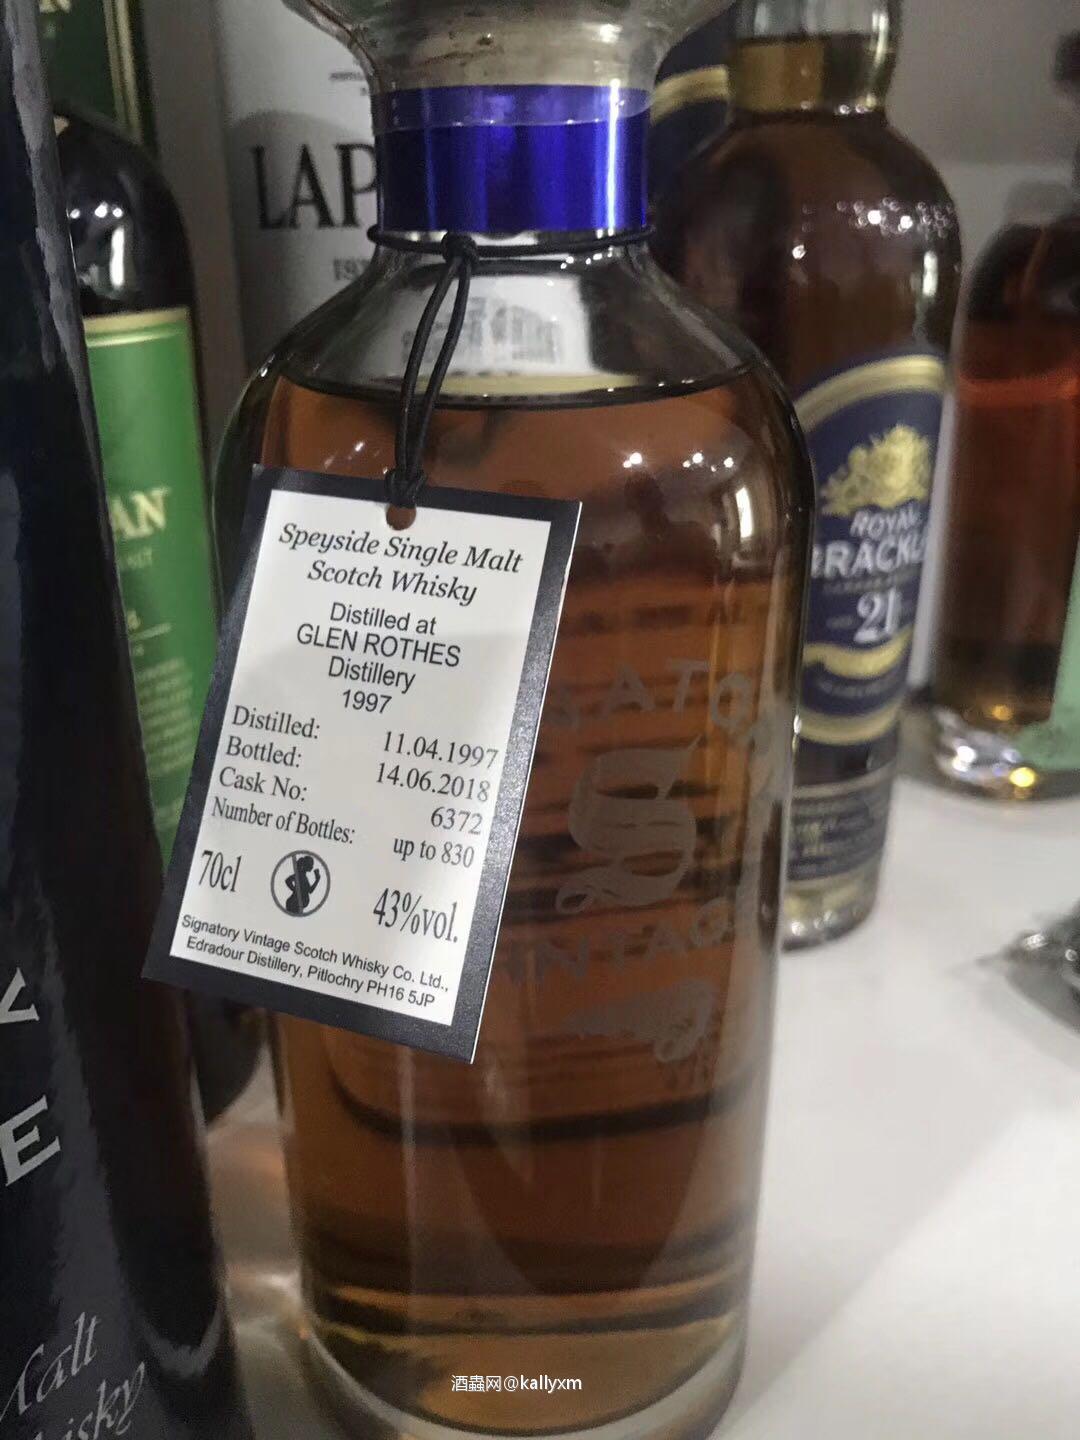 LAP
Speyside Single Malt
Scotch Whisky
Distilled at
GLEN ROTHES
Distillery
1997
Distilled: 11.04.1997
Bottled: 14.06.2018
Cask No: 6372
Number of Bottles: up to 830
70cl 43%vol.
Signatory Vintage Scotch Whisky Co. Ltd.,
Edradour Distillery, Pitlochry PH16 5JP
S
ROYAL
BRACKLA
21
AN
V
E
Malt
酒蟲网@kallyxm